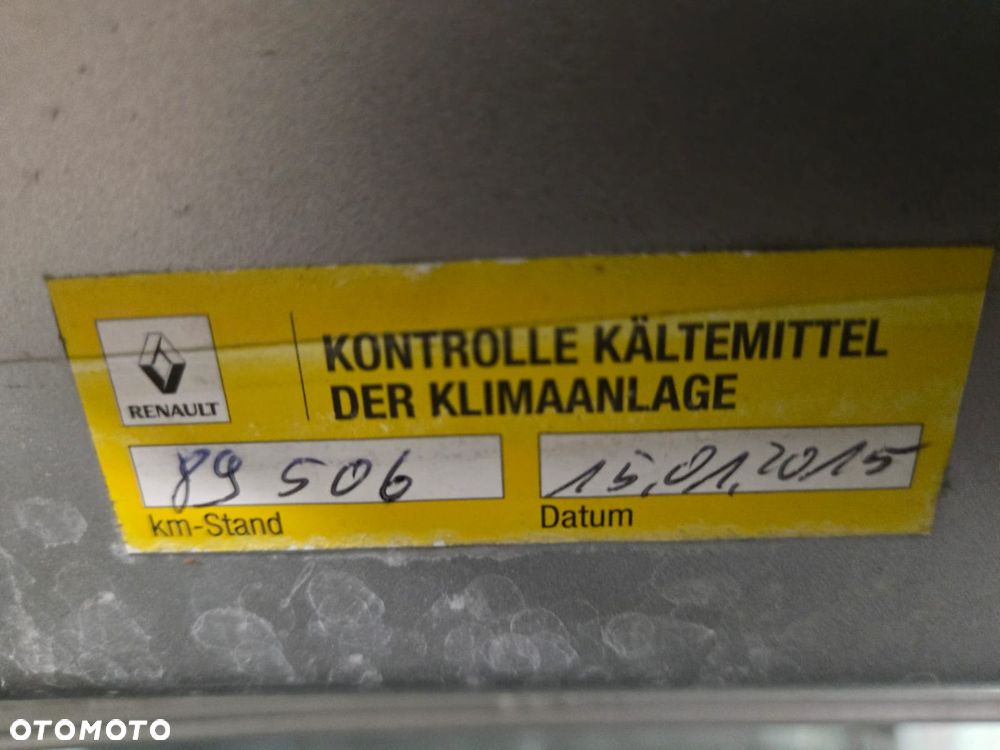 RENAULT
KONTROLLE KÄLTEMITTEL
DER KLIMAANLAGE
89 506
15.01.2015
km-Stand
Datum
OTOMOTO